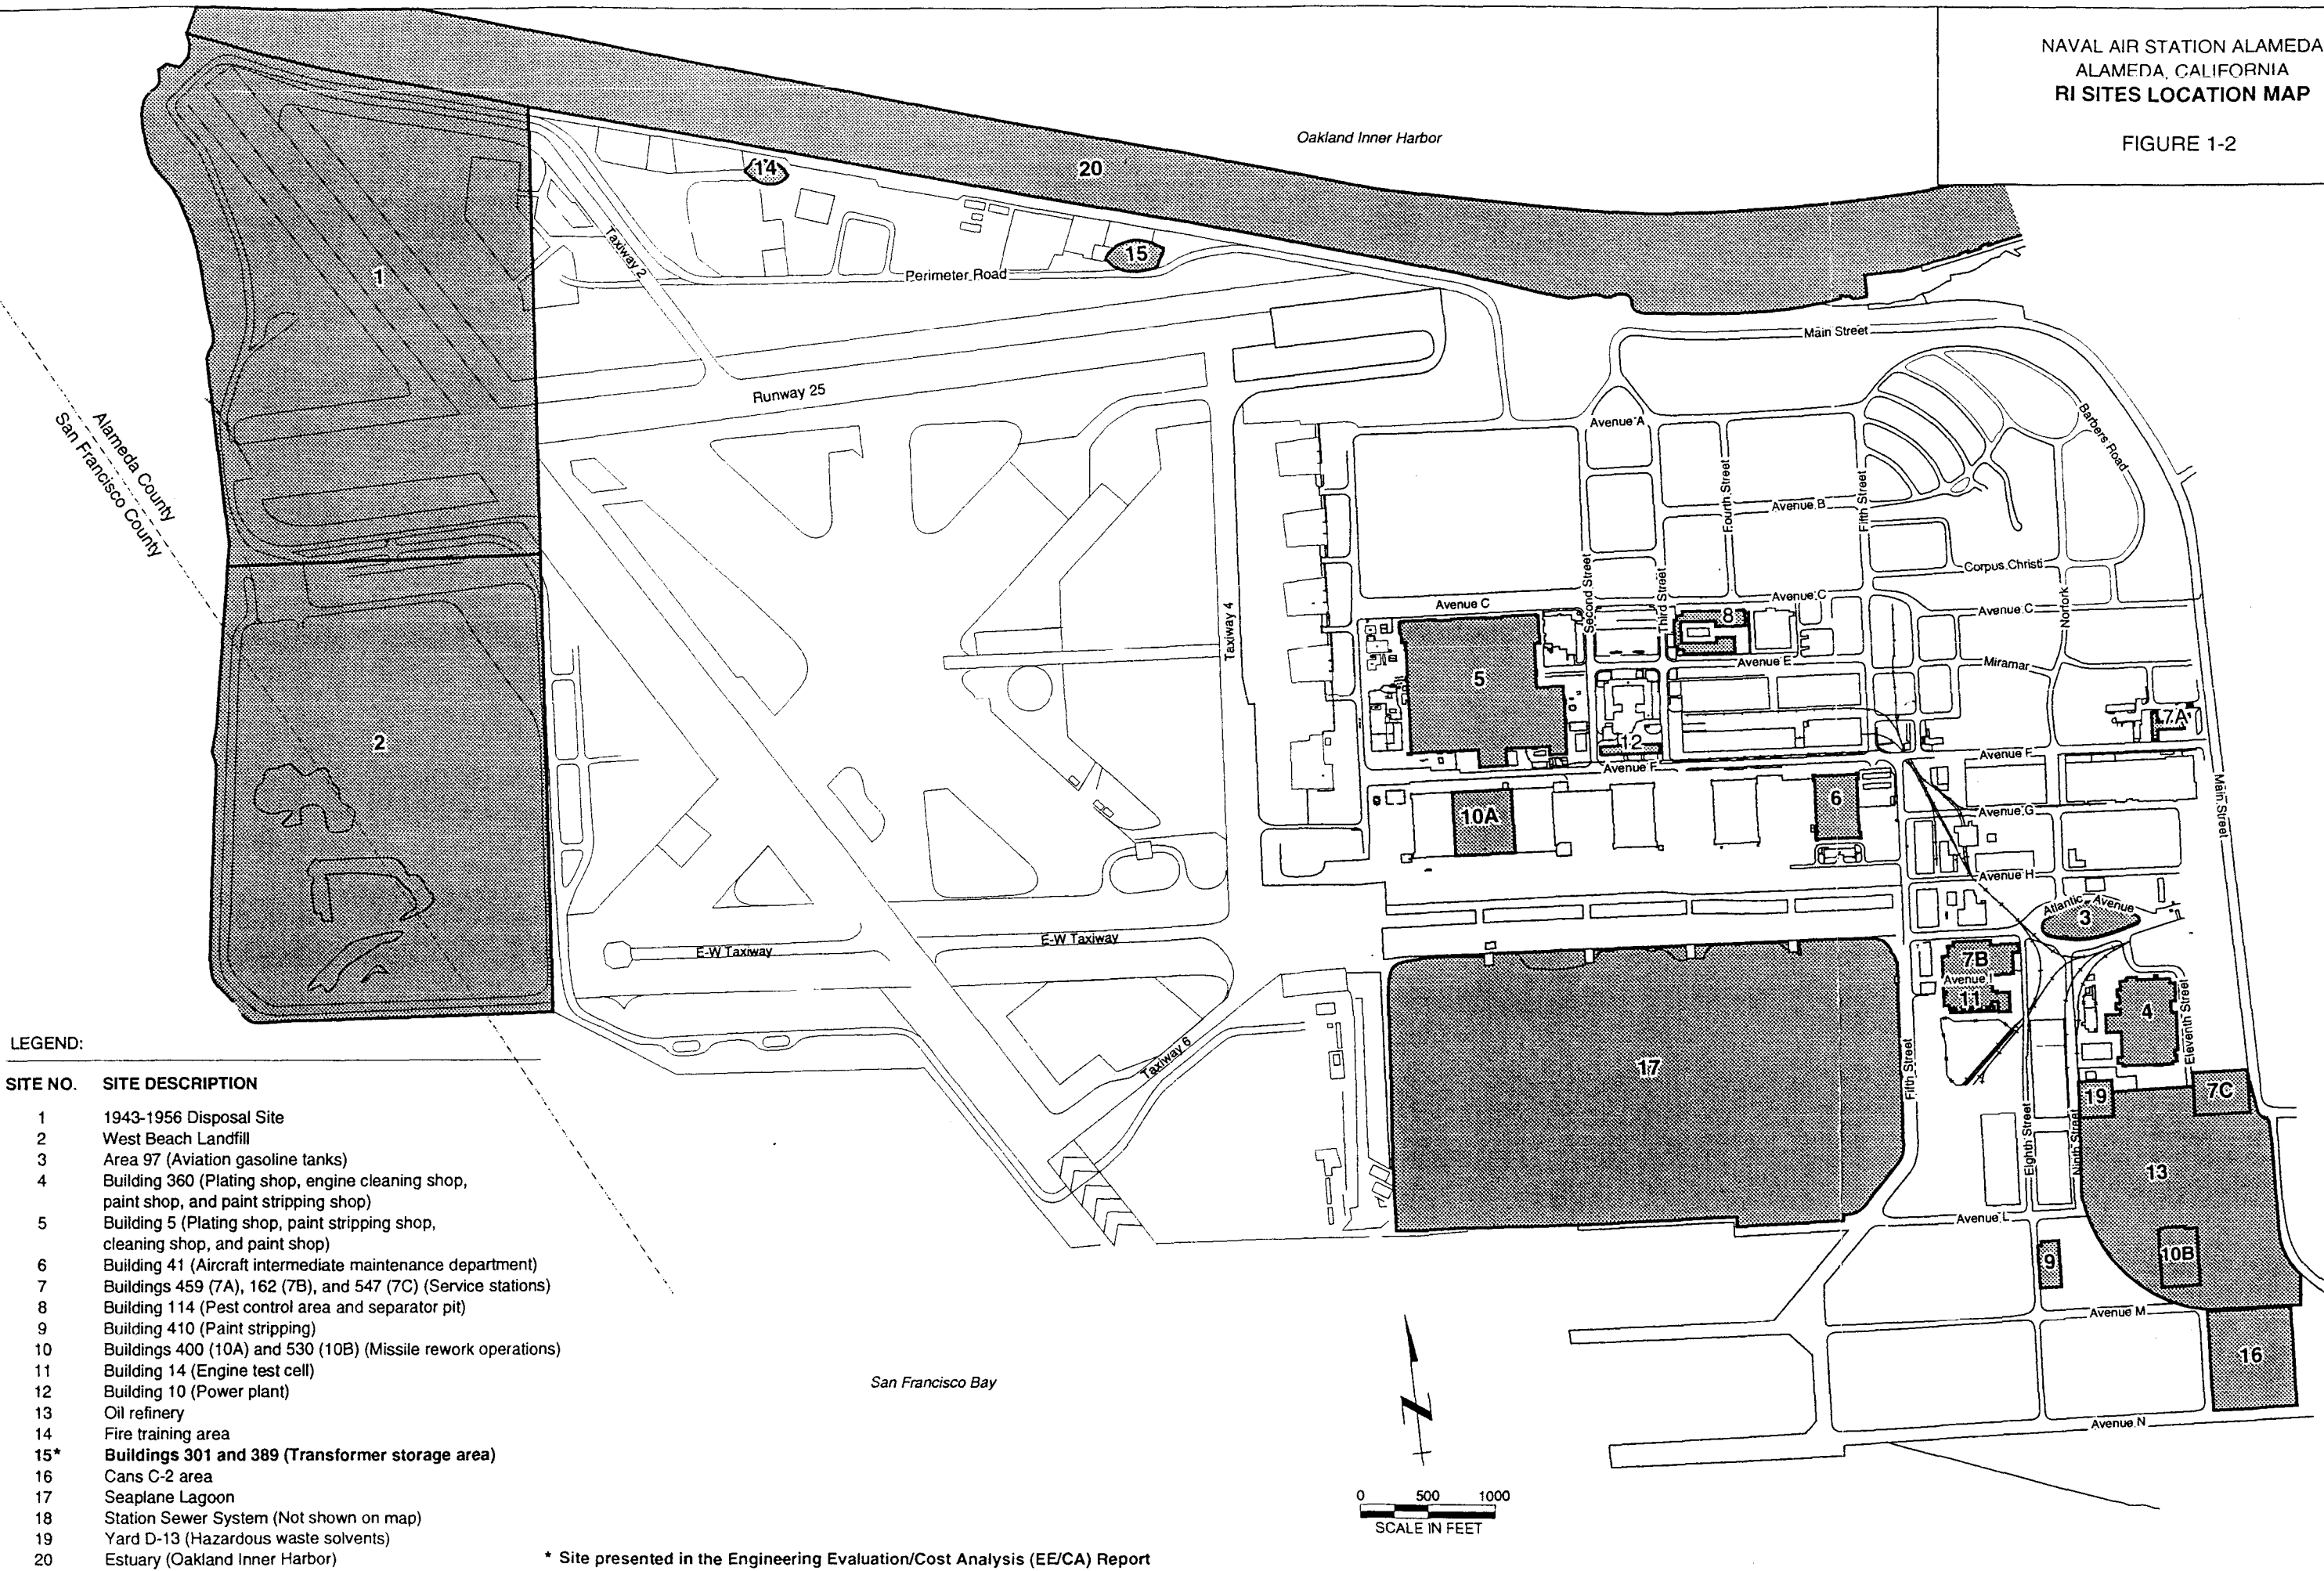 NAVAL AIR STATION ALAMEDA
ALAMEDA, CALIFORNIA
RI SITES LOCATION MAP
FIGURE 1-2
Oakland Inner Harbor
20
14
15
1
Taxiway 2
Perimeter Road
Runway 25
Main Street
Avenue A
Barbers Road
Fourth Street
Fifth Street
Avenue B
Alameda County
San Francisco County
Corpus Christi
Second Street
Third Street
Taxiway 4
Avenue C
Avenue C
Avenue C
Norfork
8
Avenue E
Miramar
5
12
7A
2
Avenue F
Avenue F
Main Street
10A
6
Avenue G
Avenue H
Atlantic Avenue
3
E-W Taxiway
E-W Taxiway
7B
Avenue I
11
4
Eleventh Street
Taxiway 6
17
Fifth Street
19
7C
Eighth Street
Ninth Street
13
Avenue L
9
10B
Avenue M
16
Avenue N
San Francisco Bay
Z
0 500 1000
SCALE IN FEET
LEGEND:
SITE NO. SITE DESCRIPTION
1 1943-1956 Disposal Site
2 West Beach Landfill
3 Area 97 (Aviation gasoline tanks)
4 Building 360 (Plating shop, engine cleaning shop,
paint shop, and paint stripping shop)
5 Building 5 (Plating shop, paint stripping shop,
cleaning shop, and paint shop)
6 Building 41 (Aircraft intermediate maintenance department)
7 Buildings 459 (7A), 162 (7B), and 547 (7C) (Service stations)
8 Building 114 (Pest control area and separator pit)
9 Building 410 (Paint stripping)
10 Buildings 400 (10A) and 530 (10B) (Missile rework operations)
11 Building 14 (Engine test cell)
12 Building 10 (Power plant)
13 Oil refinery
14 Fire training area
15* Buildings 301 and 389 (Transformer storage area)
16 Cans C-2 area
17 Seaplane Lagoon
18 Station Sewer System (Not shown on map)
19 Yard D-13 (Hazardous waste solvents)
20 Estuary (Oakland Inner Harbor)
* Site presented in the Engineering Evaluation/Cost Analysis (EE/CA) Report